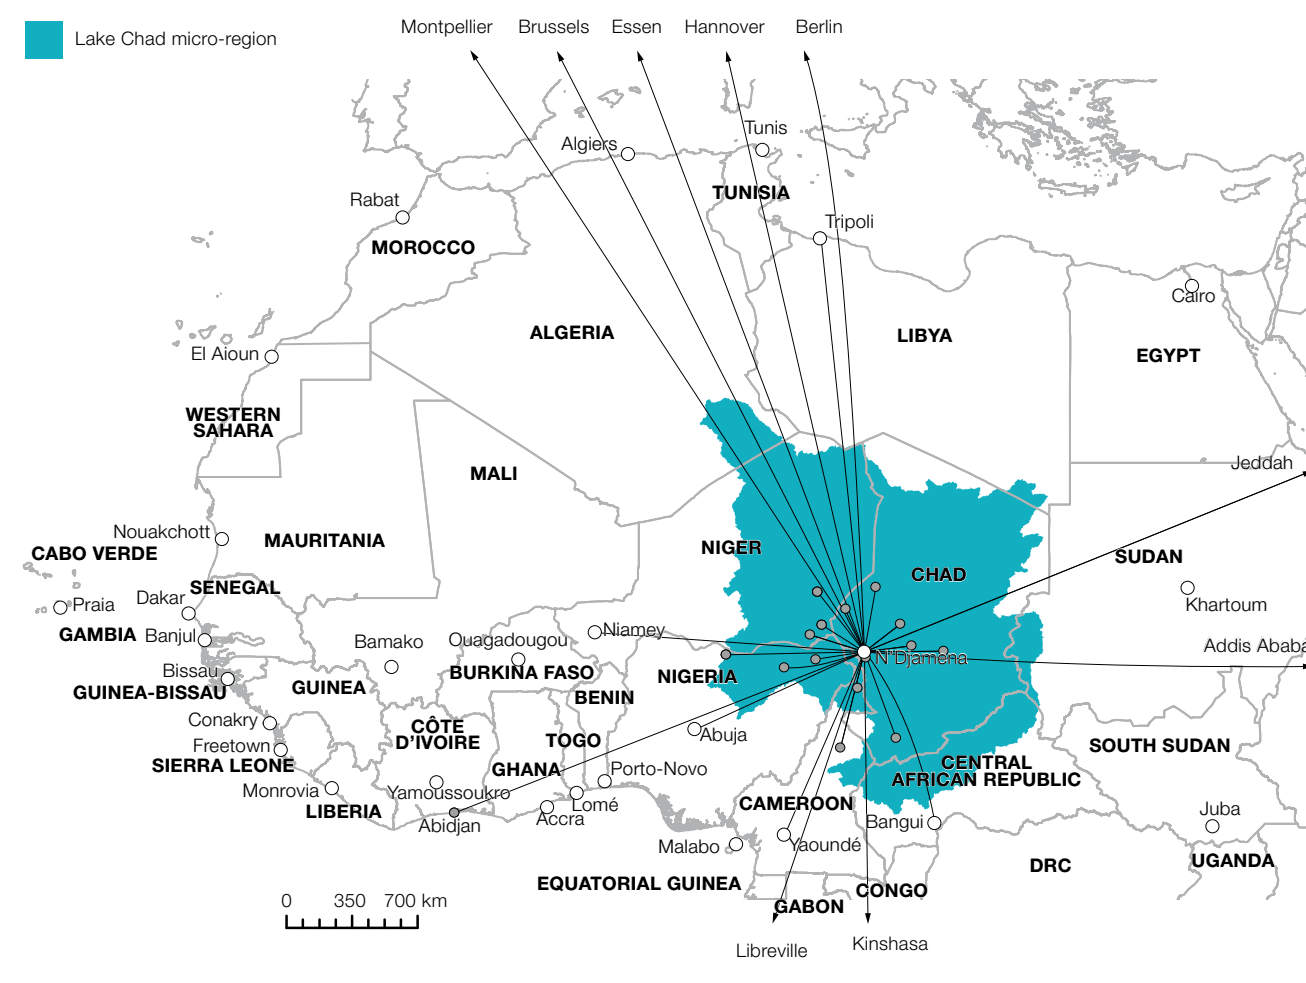 Montpellier Brussels Essen Hannover Berlin
Lake Chad micro-region
Tunis
Algiers
TUNISIA
Rabat
Tripoli
MOROCCO
Cairo
ALGERIA
LIBYA
El Aioun
EGYPT
WESTERN
SAHARA
Jeddah
MALI
Nouakchott
MAURITANIA
CABO VERDE
NIGER
SUDAN
CHAD
SENEGAL
Dakar
Praia
Khartoum
GAMBIA
Banjul
Bamako
Ouagadougou
Niamey
Addis Ababa
N'Djamena
Bissau
BURKINA FASO
NIGERIA
GUINEA-BISSAU
GUINEA
BENIN
Conakry
CÔTE
D'IVOIRE
Abuja
Freetown
TOGO
SOUTH SUDAN
SIERRA LEONE
GHANA
Porto-Novo
CENTRAL
AFRICAN REPUBLIC
Monrovia
Yamoussoukro
Lomé
CAMEROON
LIBERIA
Abidjan
Accra
Bangui
Juba
Malabo
Yaoundé
DRC
UGANDA
EQUATORIAL GUINEA
CONGO
0 350 700 km
GABON
Libreville
Kinshasa